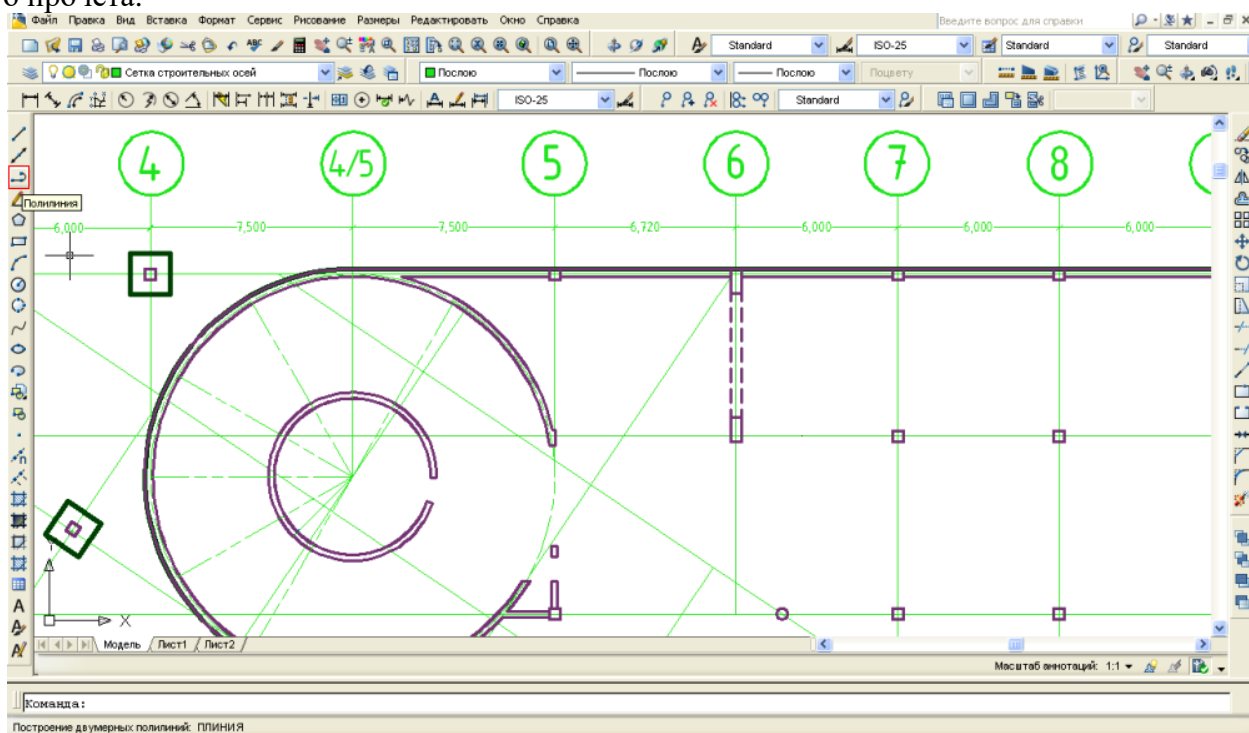 о прочета.
Файл Правка Вид Вставка Формат Сервис Рисование Размеры Редактировать Окно Справка Введите вопрос для справки
Standard ISO-25 Standard Standard
Сетка строительных осей Послою Послою Послою Поцвету
ISO-25 Standard
4 4/5 5 6 7 8
Полилиния
6,000 7,500 7,500 6,720 6,000 6,000 6,000
Y
X
Модель Лист1 Лист2
Масштаб аннотаций: 1:1
Команда:
Построение двумерных полилиний: ПЛИНИЯ